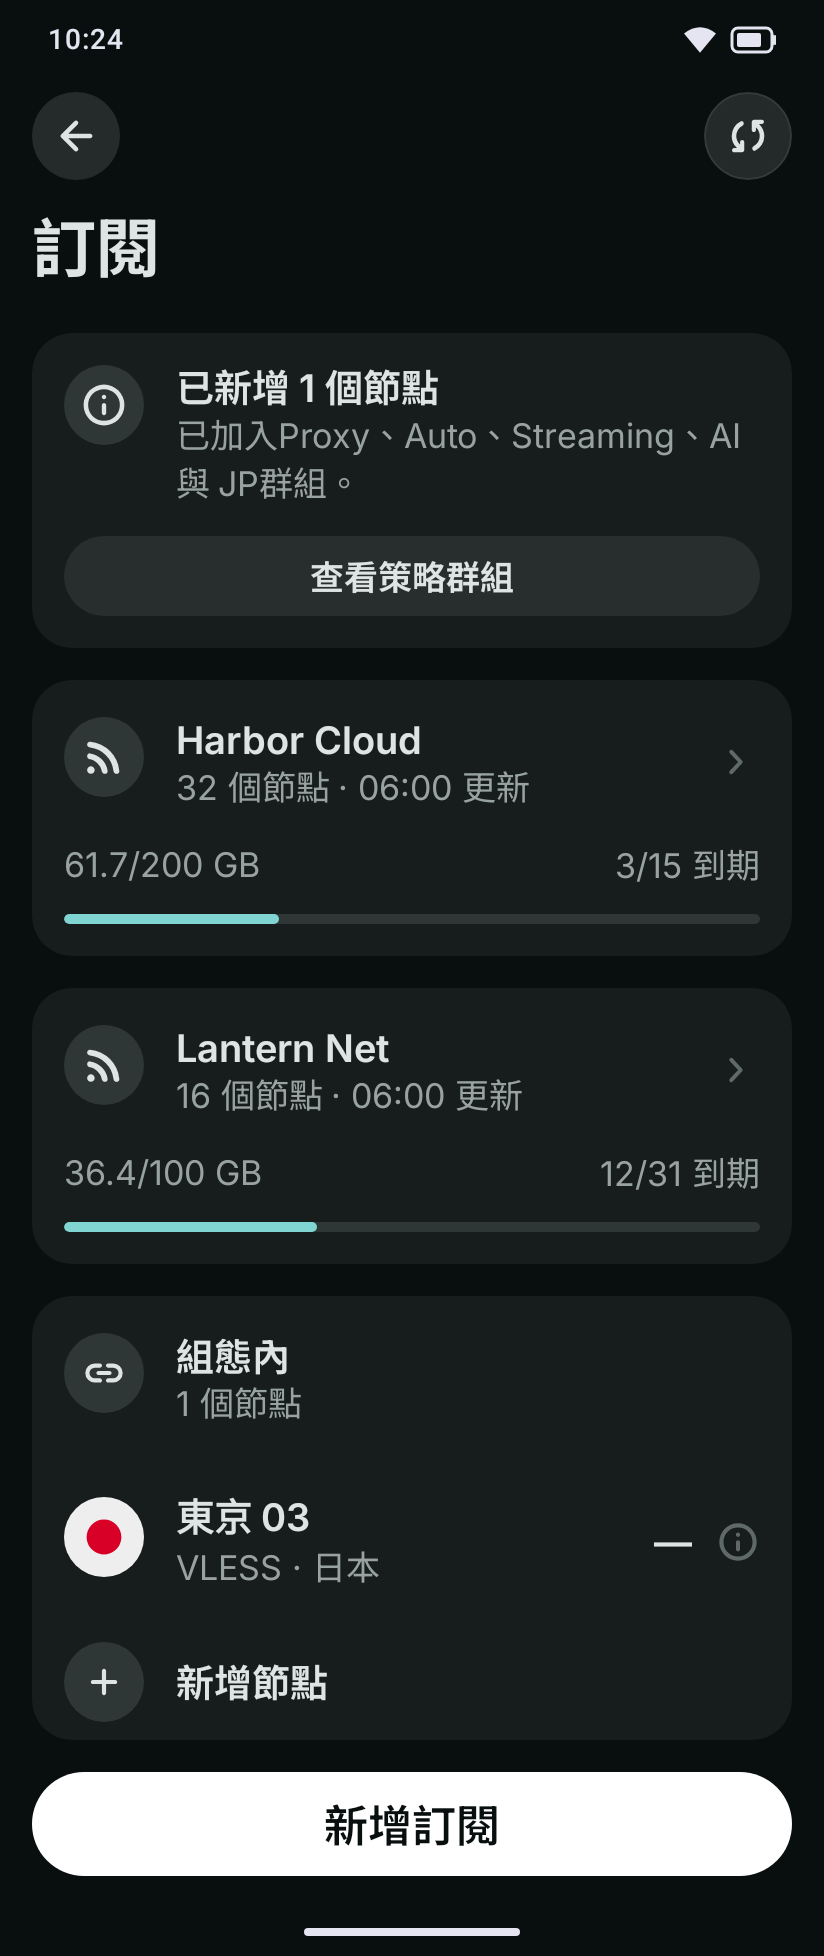 10:24
訂閱
已新增 1 個節點
已加入Proxy、Auto、Streaming、AI
與 JP群組。
查看策略群組
Harbor Cloud
32 個節點 · 06:00 更新
61.7/200 GB
3/15 到期
Lantern Net
16 個節點 · 06:00 更新
36.4/100 GB
12/31 到期
組態內
1 個節點
東京 03
VLESS · 日本
新增節點
新增訂閱